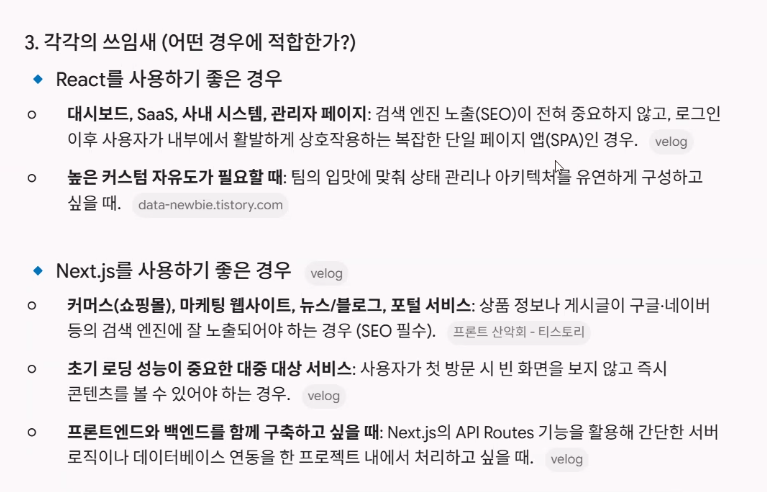 3. 각각의 쓰임새 (어떤 경우에 적합한가?)
React를 사용하기 좋은 경우
대시보드, SaaS, 사내 시스템, 관리자 페이지: 검색 엔진 노출(SEO)이 전혀 중요하지 않고, 로그인
이후 사용자가 내부에서 활발하게 상호작용하는 복잡한 단일 페이지 앱(SPA)인 경우. velog
높은 커스텀 자유도가 필요할 때: 팀의 입맛에 맞춰 상태 관리나 아키텍처를 유연하게 구성하고
싶을 때. data-newbie.tistory.com
Next.js를 사용하기 좋은 경우 velog
커머스(쇼핑몰), 마케팅 웹사이트, 뉴스/블로그, 포털 서비스: 상품 정보나 게시글이 구글·네이버
등의 검색 엔진에 잘 노출되어야 하는 경우 (SEO 필수). 프론트 산악회 - 티스토리
초기 로딩 성능이 중요한 대중 대상 서비스: 사용자가 첫 방문 시 빈 화면을 보지 않고 즉시
콘텐츠를 볼 수 있어야 하는 경우. velog
프론트엔드와 백엔드를 함께 구축하고 싶을 때: Next.js의 API Routes 기능을 활용해 간단한 서버
로직이나 데이터베이스 연동을 한 프로젝트 내에서 처리하고 싶을 때. velog